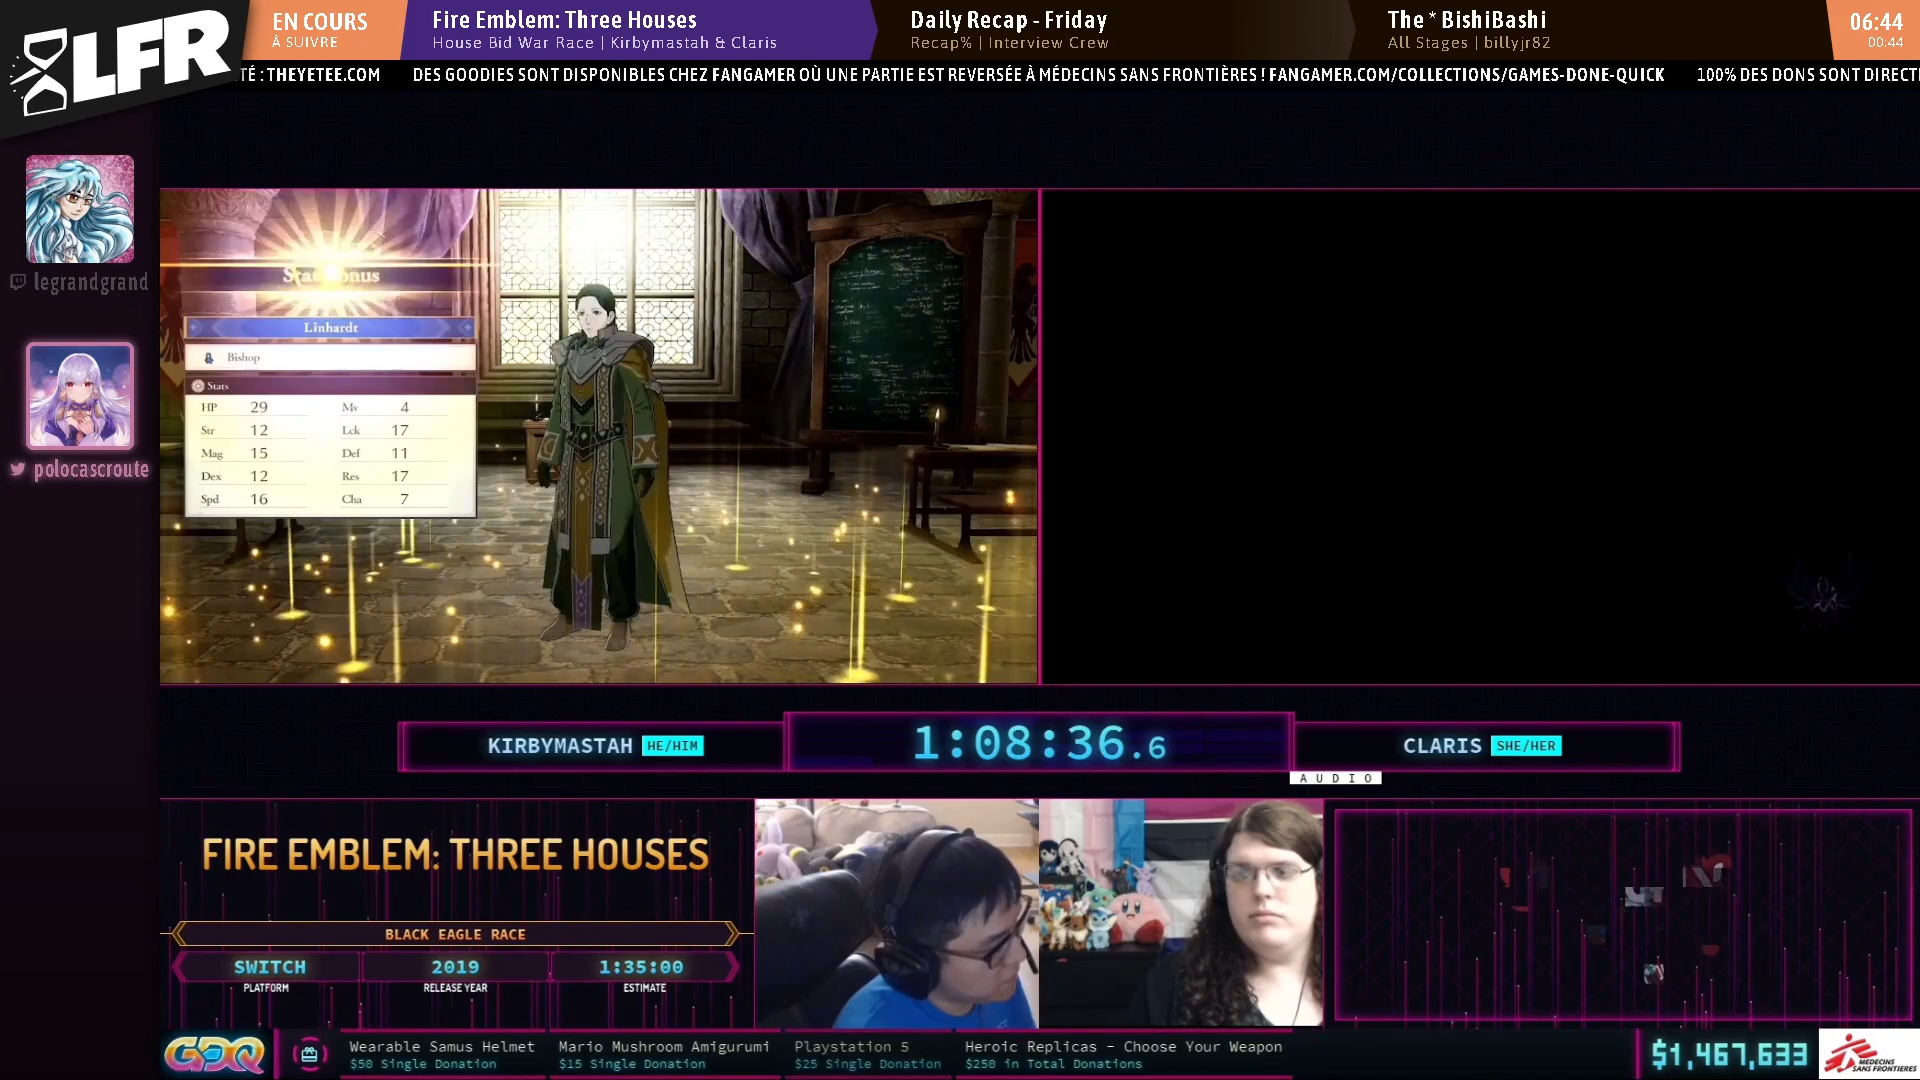 LFR
EN COURS
À SUIVRE
Fire Emblem: Three Houses
House Bid War Race | Kirbymastah & Claris
Daily Recap - Friday
Recap% | Interview Crew
The * BishiBashi
All Stages | billyjr82
06:44
00:44
TÉ : THEYETEE.COM
DES GOODIES SONT DISPONIBLES CHEZ FANGAMER OÙ UNE PARTIE EST REVERSÉE À MÉDECINS SANS FRONTIÈRES ! FANGAMER.COM/COLLECTIONS/GAMES-DONE-QUICK
100% DES DONS SONT DIRECT
legrandgrand
polocascroute
Linhardt
Bishop
Stats
HP 29 Mv 4
Str 12 Lck 17
Mag 15 Def 11
Dex 12 Res 17
Spd 16 Cha 7
KIRBYMASTAH HE/HIM
1:08:36.6
CLARIS SHE/HER
AUDIO
FIRE EMBLEM: THREE HOUSES
BLACK EAGLE RACE
SWITCH
PLATFORM
2019
RELEASE YEAR
1:35:00
ESTIMATE
GDQ
Wearable Samus Helmet
$50 Single Donation
Mario Mushroom Amigurumi
$15 Single Donation
Playstation 5
$25 Single Donation
Heroic Replicas - Choose Your Weapon
$250 in Total Donations
$1,467,633
MEDECINS
SANS FRONTIERES